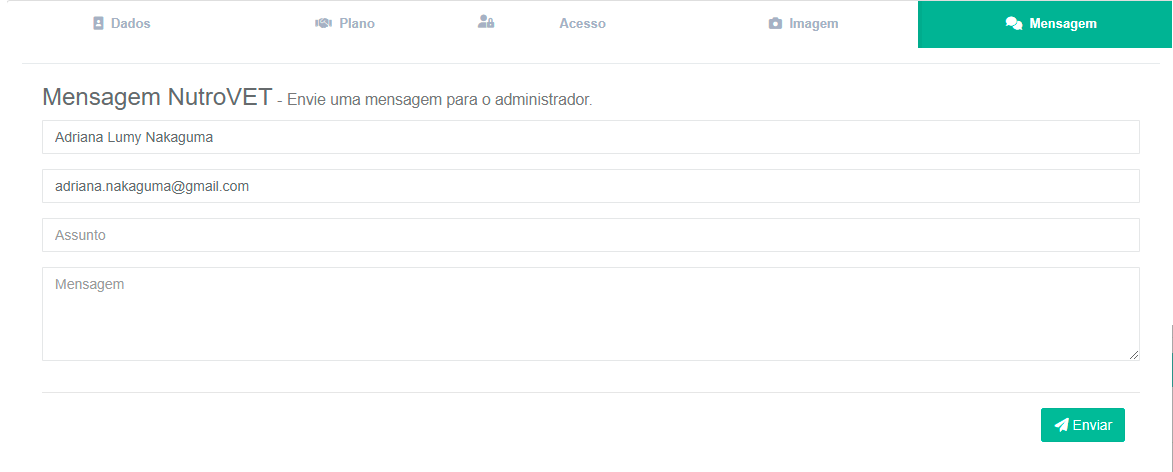 Dados Plano Acesso Imagem Mensagem
Mensagem NutroVET - Envie uma mensagem para o administrador.
Adriana Lumy Nakaguma
adriana.nakaguma@gmail.com
Assunto
Mensagem
Enviar